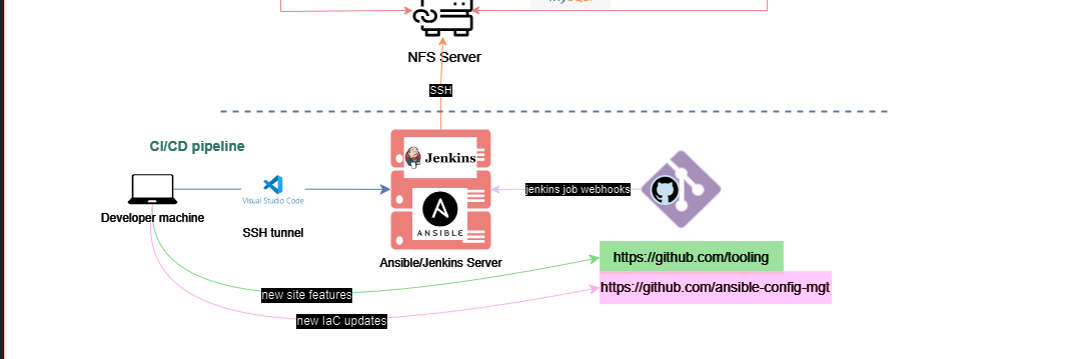 NFS Server
SSH
CI/CD pipeline
Jenkins
jenkins job webhooks
Visual Studio Code
Developer machine
ANSIBLE
SSH tunnel
Ansible/Jenkins Server
https://github.com/tooling
https://github.com/ansible-config-mgt
new site features
new IaC updates